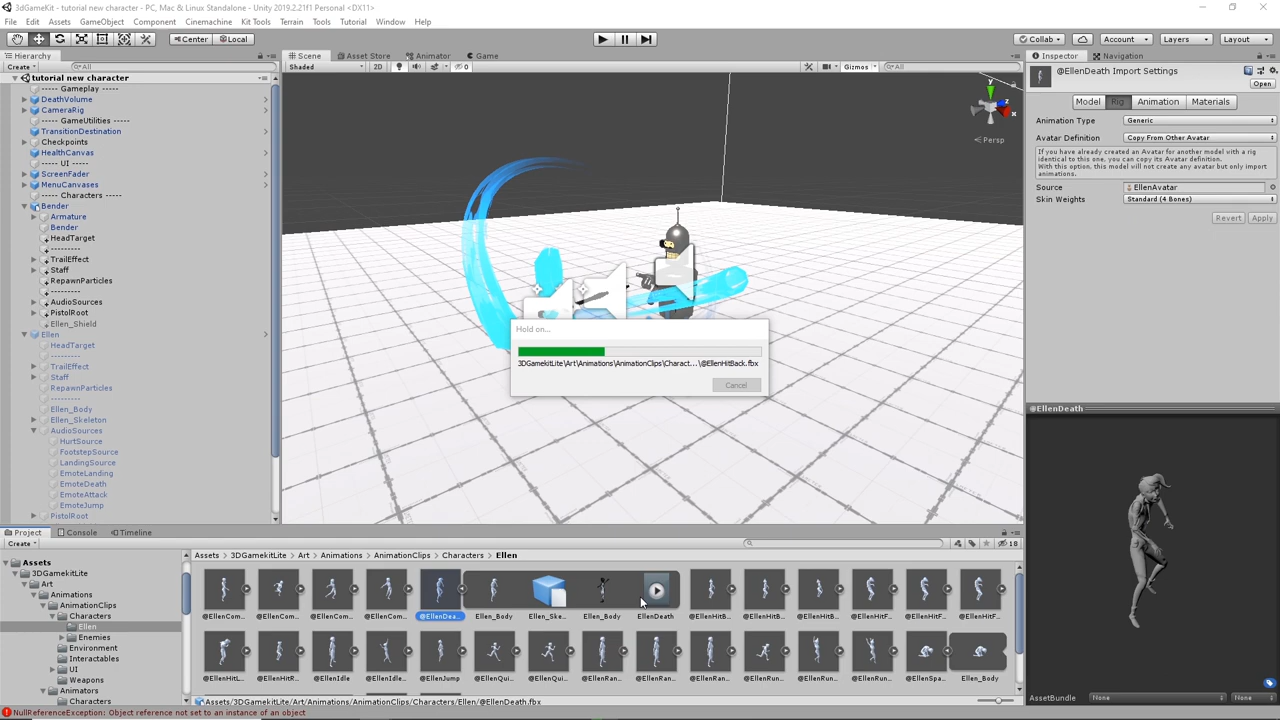 3dGameKit - tutorial new character - PC, Mac & Linux Standalone - Unity 2019.2.21f1 Personal <DX11>
File Edit Assets GameObject Component Cinemachine Kit Tools Terrain Tools Tutorial Window Help
Center Local Collab Account Layers Layout
Hierarchy
Create All
tutorial new character
----- Gameplay -----
DeathVolume
CameraRig
----- GameUtilities -----
TransitionDestination
Checkpoints
HealthCanvas
----- UI -----
ScreenFader
MenuCanvases
----- Characters -----
Bender
Armature
Bender
HeadTarget
---------
TrailEffect
Staff
RepawnParticles
---------
AudioSources
PistolRoot
Ellen_Shield
Ellen
HeadTarget
---------
TrailEffect
Staff
RepawnParticles
---------
Ellen_Body
Ellen_Skeleton
AudioSources
HurtSource
FootstepSource
LandingSource
EmoteLanding
EmoteDeath
EmoteAttack
EmoteJump
PistolRoot
Scene Asset Store Animator Game
Shaded 2D 0 Gizmos All
y
x
Persp
Hold on...
3DGamekitLite\Art\Animations\AnimationClips\Charact...\@EllenHitBack.fbx
Cancel
Inspector Navigation
@EllenDeath Import Settings
Open
Model Rig Animation Materials
Animation Type Generic
Avatar Definition Copy From Other Avatar
If you have already created an Avatar for another model with a rig
identical to this one, you can copy its Avatar definition.
With this option, this model will not create any avatar but only import
animations.
Source EllenAvatar
Skin Weights Standard (4 Bones)
Revert Apply
@EllenDeath
AssetBundle None None
Project Console Timeline
Create 18
Assets
3DGamekitLite
Art
Animations
AnimationClips
Characters
Ellen
Enemies
Environment
Interactables
UI
Weapons
Animators
Characters
Assets 3DGamekitLite Art Animations AnimationClips Characters Ellen
@EllenCom... @EllenCom... @EllenCom... @EllenCom... @EllenDea... Ellen_Body Ellen_Ske... Ellen_Body EllenDeath @EllenHitB... @EllenHitB... @EllenHitB... @EllenHitF... @EllenHitF... @EllenHitF...
@EllenHitL... @EllenHitR... @EllenIdle @EllenIdle... @EllenJump @EllenQui... @EllenQui... @EllenRan... @EllenRan... @EllenRan... @EllenRun... @EllenRun... @EllenRun... @EllenSpa... Ellen_Body
Assets/3DGamekitLite/Art/Animations/AnimationClips/Characters/Ellen/@EllenDeath.fbx
NullReferenceException: Object reference not set to an instance of an object